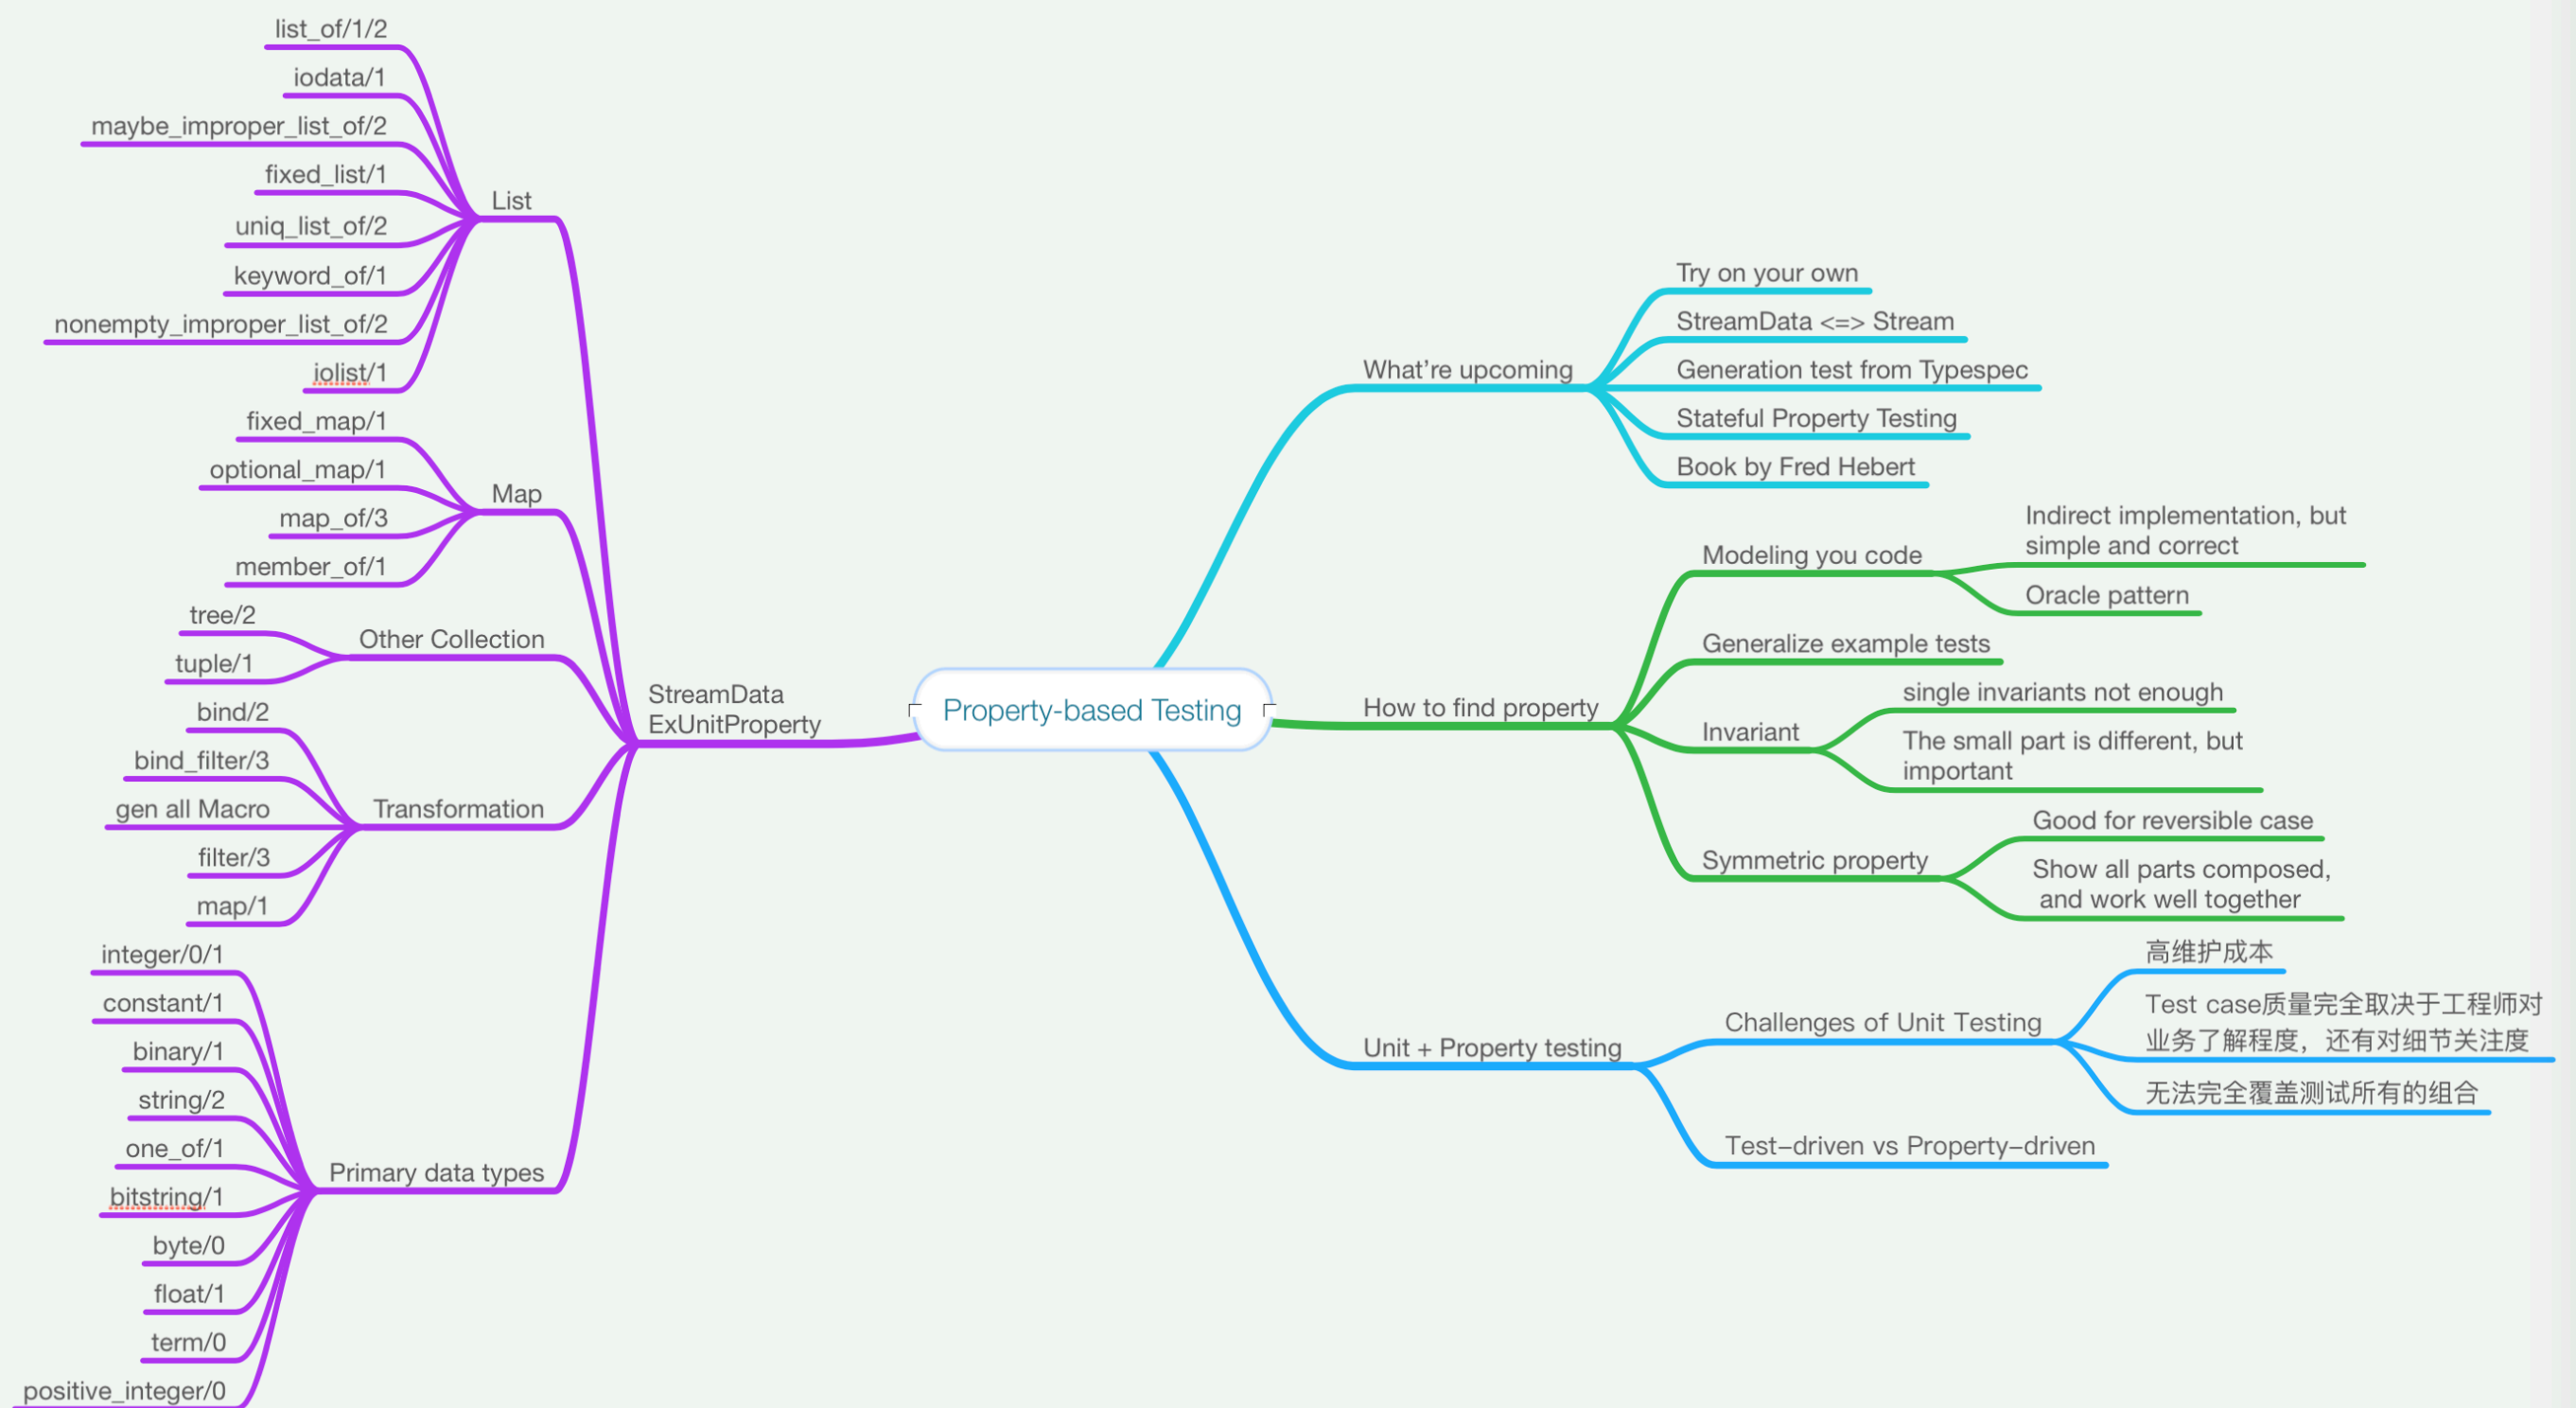 Property-based Testing
StreamData
ExUnitProperty
List
list_of/1/2
iodata/1
maybe_improper_list_of/2
fixed_list/1
uniq_list_of/2
keyword_of/1
nonempty_improper_list_of/2
iolist/1
Map
fixed_map/1
optional_map/1
map_of/3
member_of/1
Other Collection
tree/2
tuple/1
Transformation
bind/2
bind_filter/3
gen all Macro
filter/3
map/1
Primary data types
integer/0/1
constant/1
binary/1
string/2
one_of/1
bitstring/1
byte/0
float/1
term/0
positive_integer/0
What’re upcoming
Try on your own
StreamData <=> Stream
Generation test from Typespec
Stateful Property Testing
Book by Fred Hebert
How to find property
Modeling you code
Indirect implementation, but
simple and correct
Oracle pattern
Generalize example tests
Invariant
single invariants not enough
The small part is different, but
important
Symmetric property
Good for reversible case
Show all parts composed,
and work well together
Unit + Property testing
Challenges of Unit Testing
高维护成本
Test case质量完全取决于工程师对
业务了解程度，还有对细节关注度
无法完全覆盖测试所有的组合
Test–driven vs Property–driven